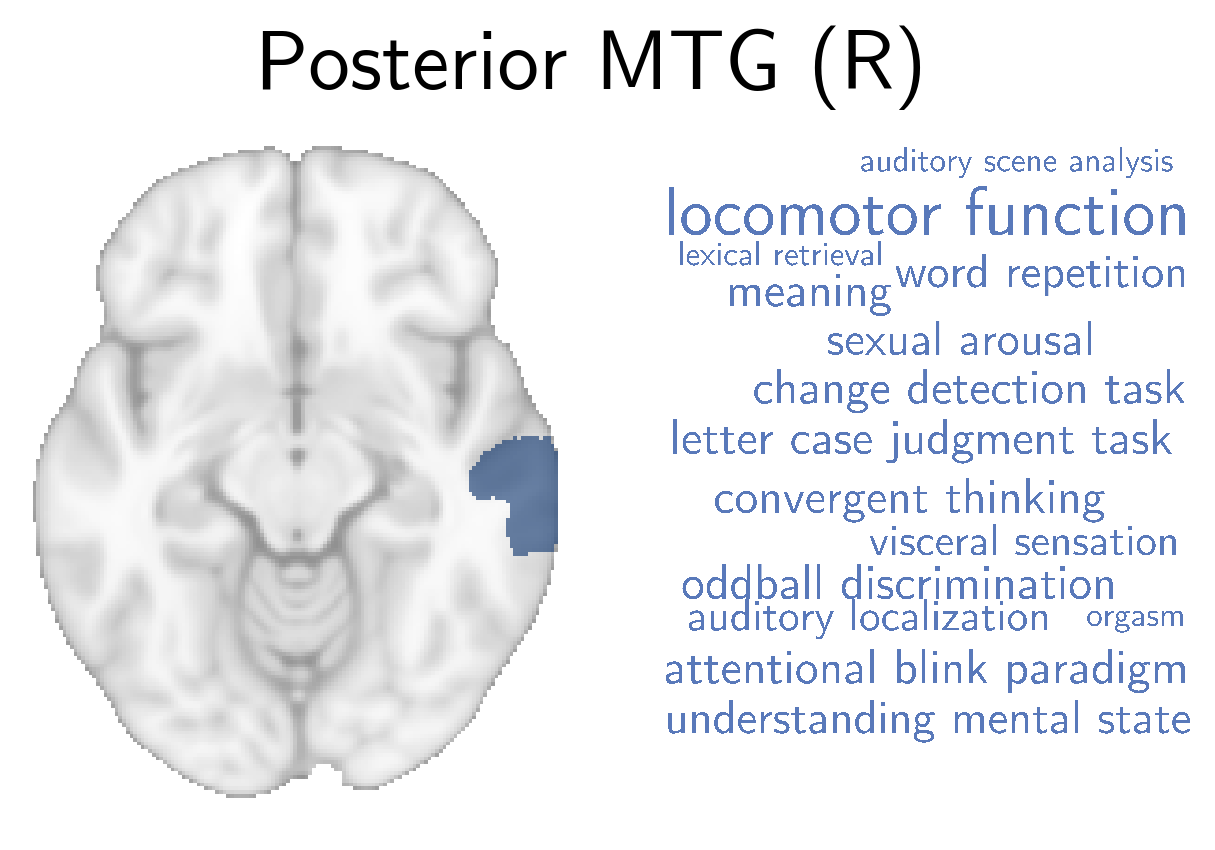 Posterior MTG (R)
auditory scene analysis
locomotor function
lexical retrieval
word repetition
meaning
sexual arousal
change detection task
letter case judgment task
convergent thinking
visceral sensation
oddball discrimination
auditory localization
orgasm
attentional blink paradigm
understanding mental state